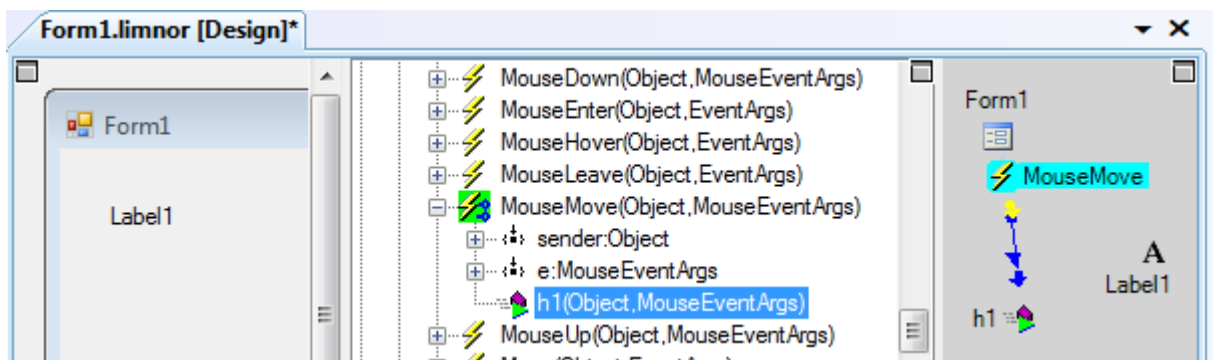 Form1.limnor [Design]*
Form1
Label1
MouseDown(Object,MouseEventArgs)
MouseEnter(Object,EventArgs)
MouseHover(Object,EventArgs)
MouseLeave(Object,EventArgs)
MouseMove(Object,MouseEventArgs)
sender:Object
e:MouseEventArgs
h1(Object,MouseEventArgs)
MouseUp(Object,MouseEventArgs)
Form1
MouseMove
A
Label1
h1